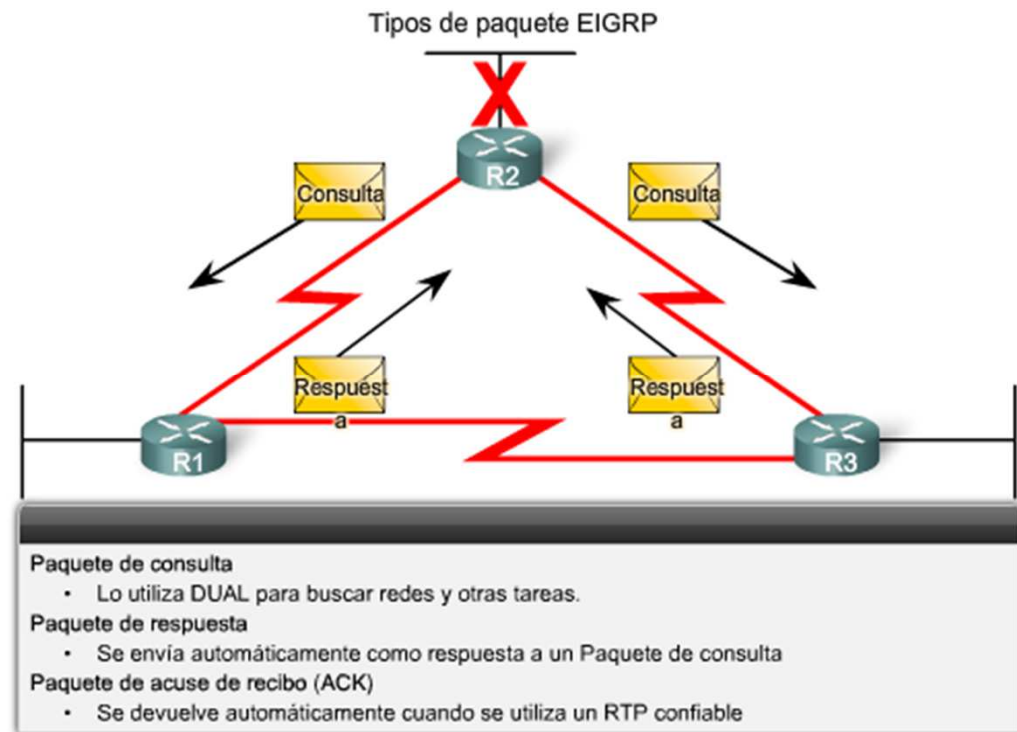 Tipos de paquete EIGRP
R2
Consulta
Consulta
Respuest
a
Respuest
a
R1
R3
Paquete de consulta
• Lo utiliza DUAL para buscar redes y otras tareas.
Paquete de respuesta
• Se envía automáticamente como respuesta a un Paquete de consulta
Paquete de acuse de recibo (ACK)
• Se devuelve automáticamente cuando se utiliza un RTP confiable